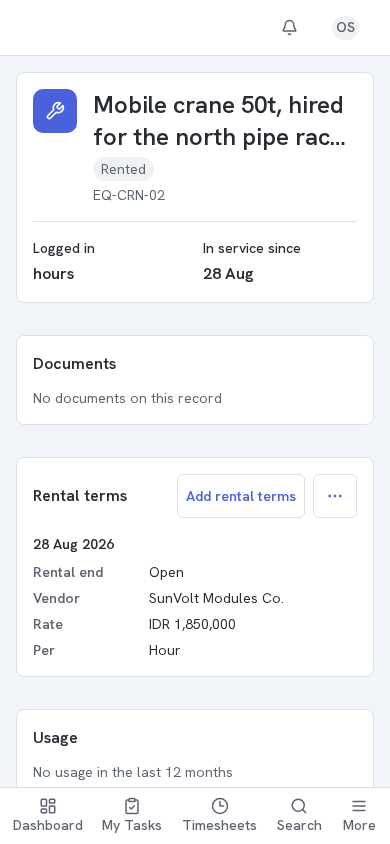 OS
Mobile crane 50t, hired
for the north pipe rac...
Rented
EQ-CRN-02
Logged in
In service since
hours
28 Aug
Documents
No documents on this record
Rental terms
Add rental terms
28 Aug 2026
Rental end Open
Vendor SunVolt Modules Co.
Rate IDR 1,850,000
Per Hour
Usage
No usage in the last 12 months
Dashboard My Tasks Timesheets Search More